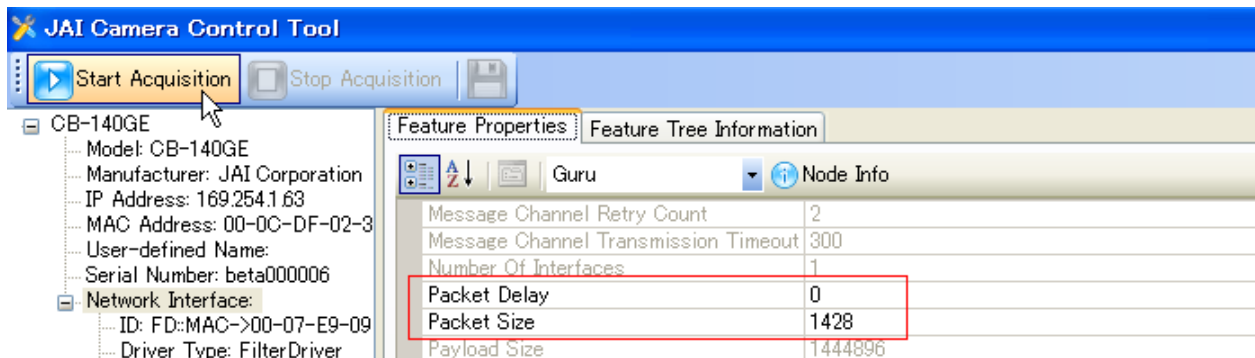 JAI Camera Control Tool
Start Acquisition Stop Acquisition
CB-140GE
Model: CB-140GE
Manufacturer: JAI Corporation
IP Address: 169.254.1.63
MAC Address: 00-0C-DF-02-3
User-defined Name:
Serial Number: beta000006
Network Interface:
ID: FD::MAC->00-07-E9-09
Driver Type: FilterDriver
Feature Properties Feature Tree Information
Guru Node Info
Message Channel Retry Count 2
Message Channel Transmission Timeout 300
Number Of Interfaces 1
Packet Delay 0
Packet Size 1428
Payload Size 1444896